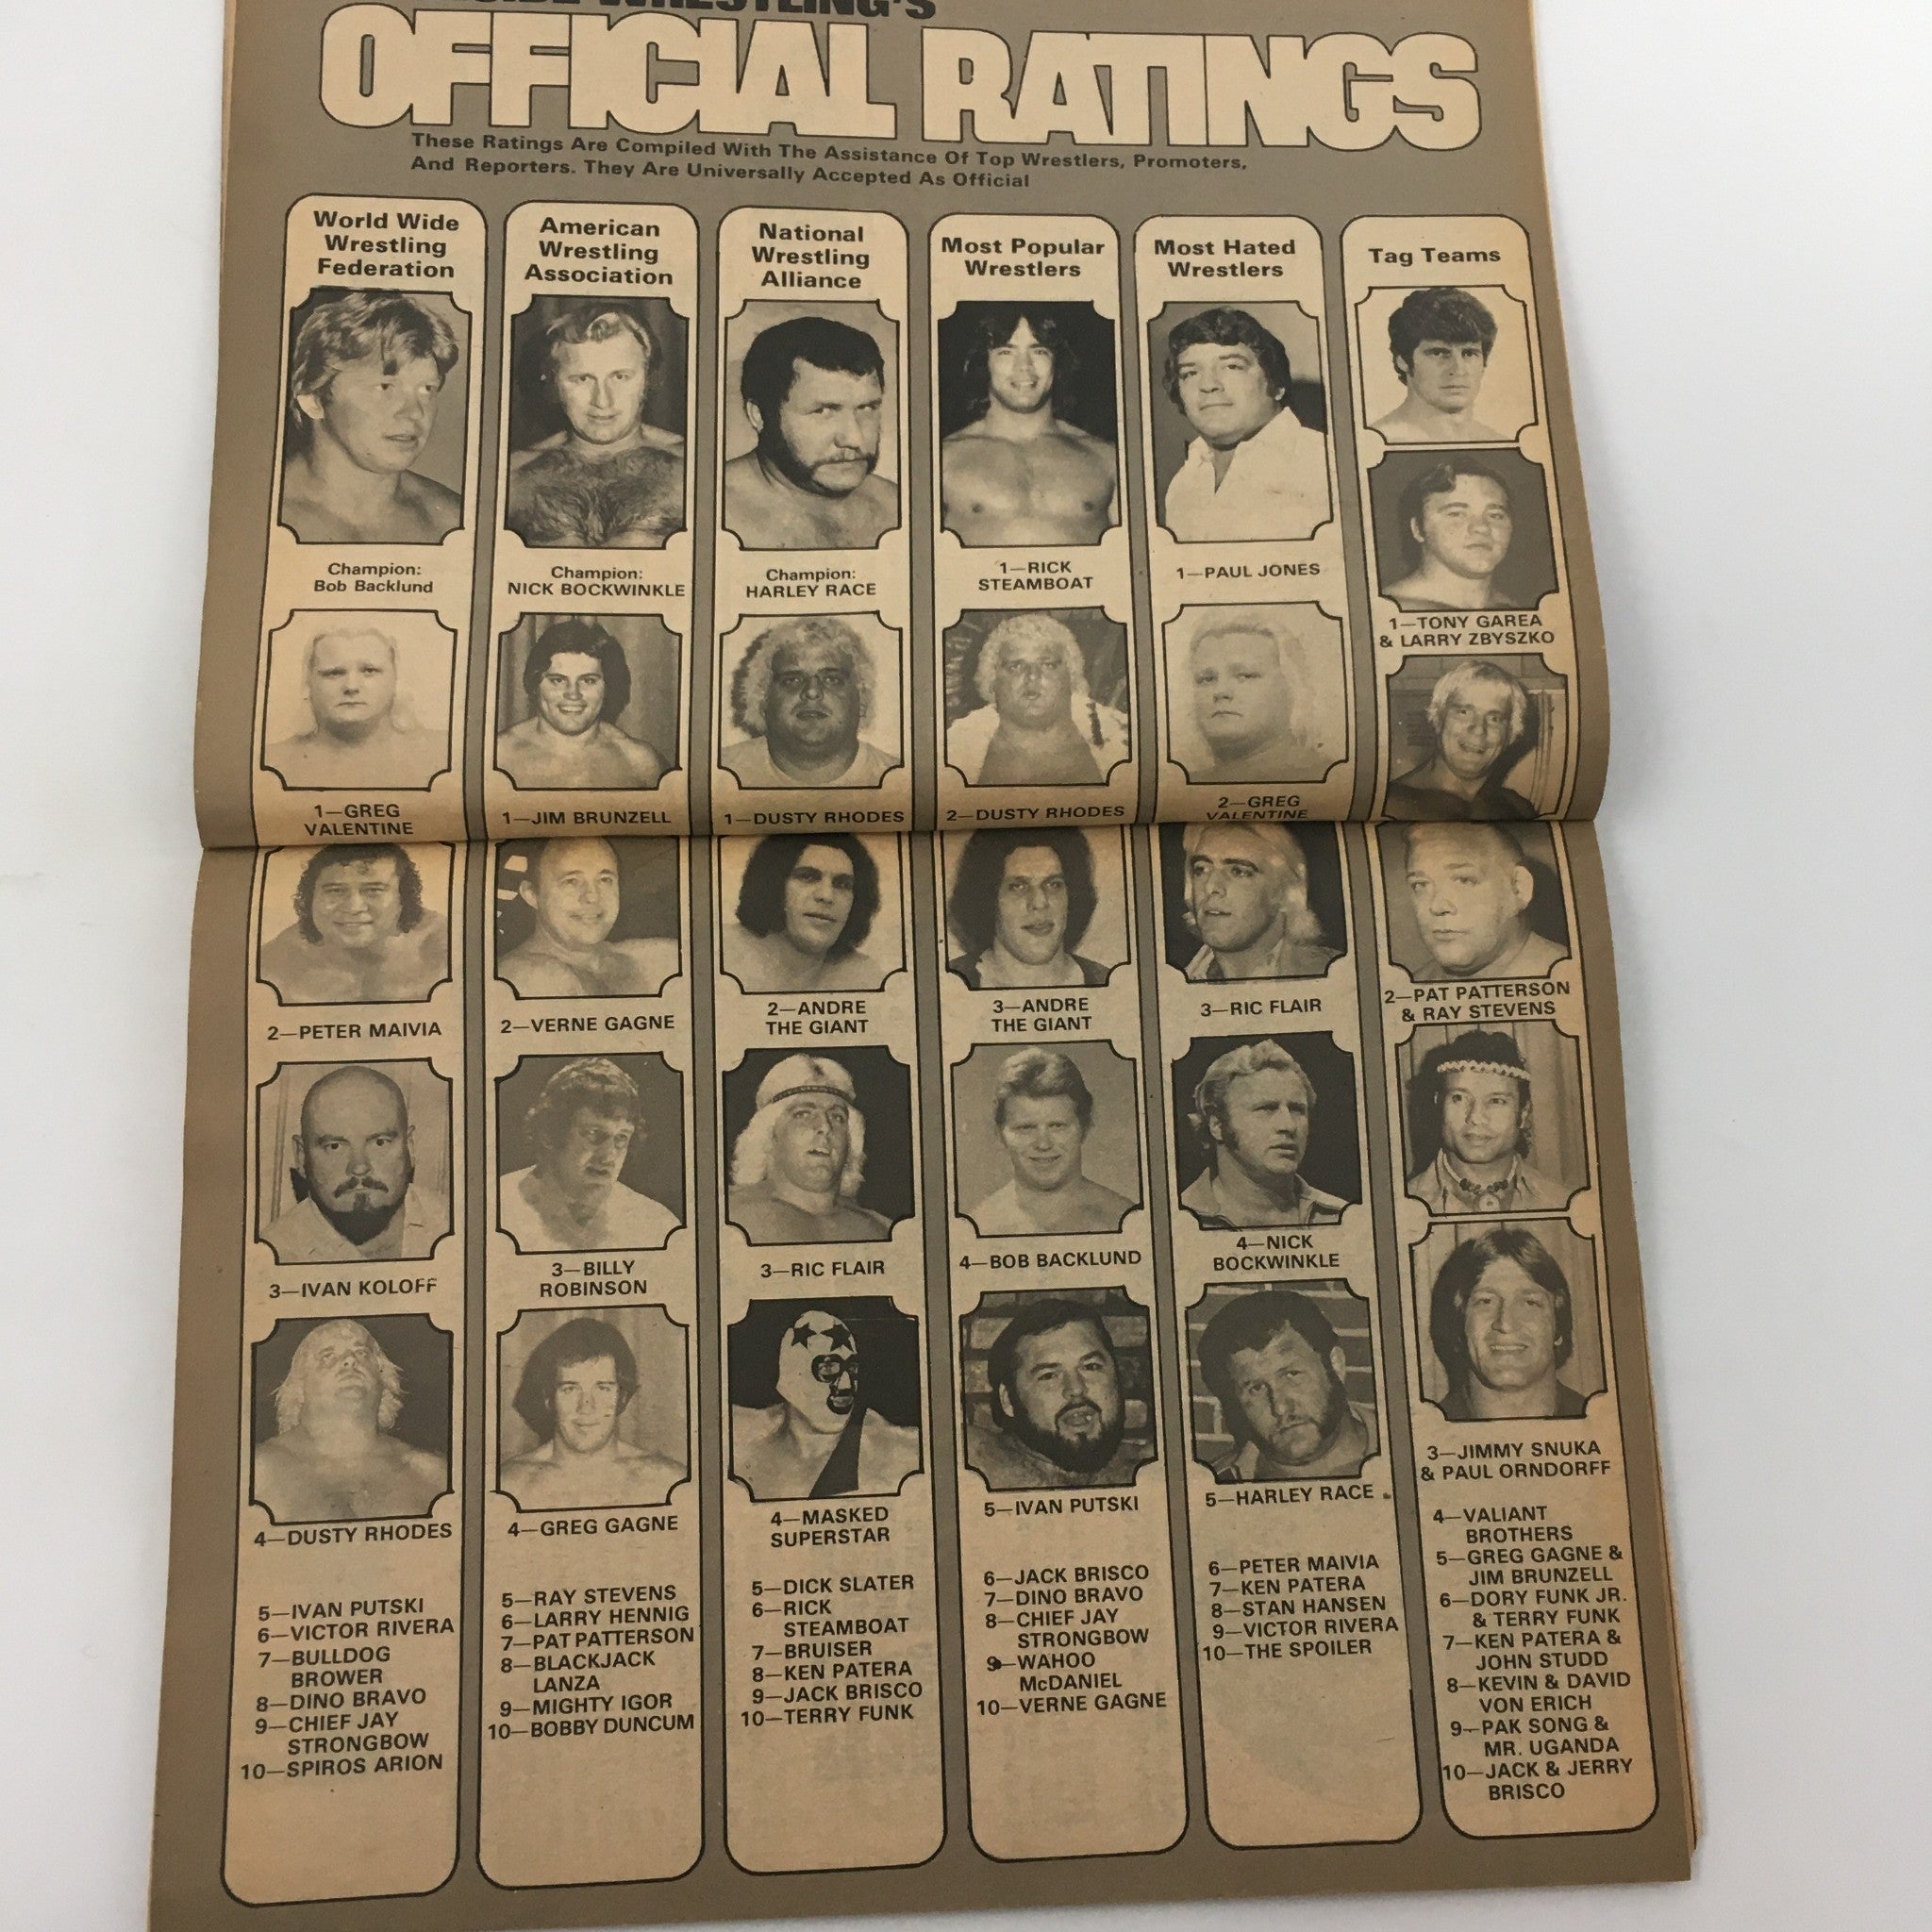 WRESTLING'S
OFFICIAL RATINGS
These Ratings Are Compiled With The Assistance Of Top Wrestlers, Promoters,
And Reporters. They Are Universally Accepted As Official
World Wide
Wrestling
Federation
Champion:
Bob Backlund
1—GREG
VALENTINE
2—PETER MAIVIA
3—IVAN KOLOFF
4—DUSTY RHODES
5—IVAN PUTSKI
6—VICTOR RIVERA
7—BULLDOG
BROWER
8—DINO BRAVO
9—CHIEF JAY
STRONGBOW
10—SPIROS ARION
American
Wrestling
Association
Champion:
NICK BOCKWINKLE
1—JIM BRUNZELL
2—VERNE GAGNE
3—BILLY
ROBINSON
4—GREG GAGNE
5—RAY STEVENS
6—LARRY HENNIG
7—PAT PATTERSON
8—BLACKJACK
LANZA
9—MIGHTY IGOR
10—BOBBY DUNCUM
National
Wrestling
Alliance
Champion:
HARLEY RACE
1—DUSTY RHODES
2—ANDRE
THE GIANT
3—RIC FLAIR
4—MASKED
SUPERSTAR
5—DICK SLATER
6—RICK
STEAMBOAT
7—BRUISER
8—KEN PATERA
9—JACK BRISCO
10—TERRY FUNK
Most Popular
Wrestlers
1—RICK
STEAMBOAT
2—DUSTY RHODES
3—ANDRE
THE GIANT
4—BOB BACKLUND
5—IVAN PUTSKI
6—JACK BRISCO
7—DINO BRAVO
8—CHIEF JAY
STRONGBOW
9—WAHOO
McDANIEL
10—VERNE GAGNE
Most Hated
Wrestlers
1—PAUL JONES
2—GREG
VALENTINE
3—RIC FLAIR
4—NICK
BOCKWINKLE
5—HARLEY RACE
6—PETER MAIVIA
7—KEN PATERA
8—STAN HANSEN
9—VICTOR RIVERA
10—THE SPOILER
Tag Teams
1—TONY GAREA
& LARRY ZBYSZKO
2—PAT PATTERSON
& RAY STEVENS
3—JIMMY SNUKA
& PAUL ORNDORFF
4—VALIANT
BROTHERS
5—GREG GAGNE &
JIM BRUNZELL
6—DORY FUNK JR.
& TERRY FUNK
7—KEN PATERA &
JOHN STUDD
8—KEVIN & DAVID
VON ERICH
9—PAK SONG &
MR. UGANDA
10—JACK & JERRY
BRISCO